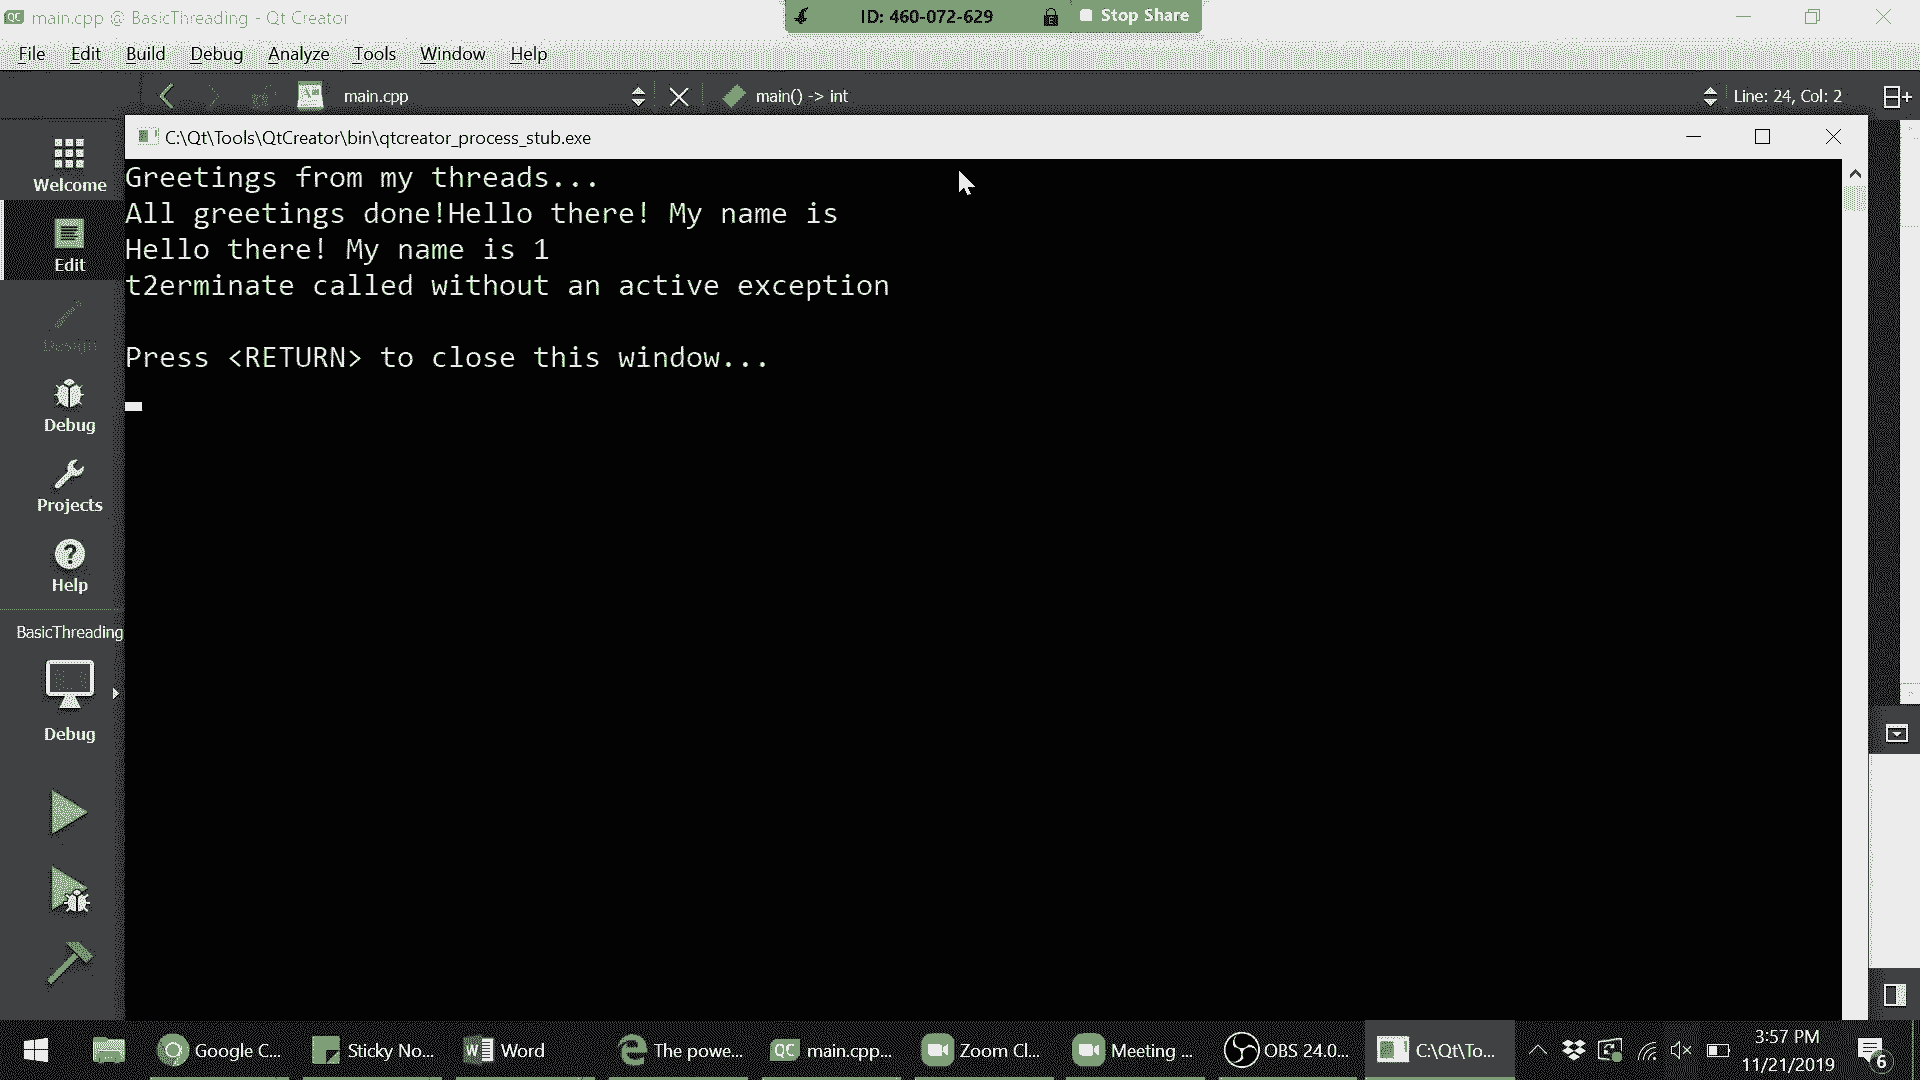 main.cpp @ BasicThreading - Qt Creator
ID: 460-072-629
Stop Share
File Edit Build Debug Analyze Tools Window Help
main.cpp
main() -> int
Line: 24, Col: 2
C:\Qt\Tools\QtCreator\bin\qtcreator_process_stub.exe
Welcome
Edit
Design
Debug
Projects
Help
BasicThreading
Debug
Greetings from my threads...
All greetings done!Hello there! My name is
Hello there! My name is 1
t2erminate called without an active exception
Press <RETURN> to close this window...
Google C...
Sticky No...
Word
The powe...
QC main.cpp...
Zoom Cl...
Meeting ...
OBS 24.0...
C:\Qt\To...
3:57 PM
11/21/2019
6